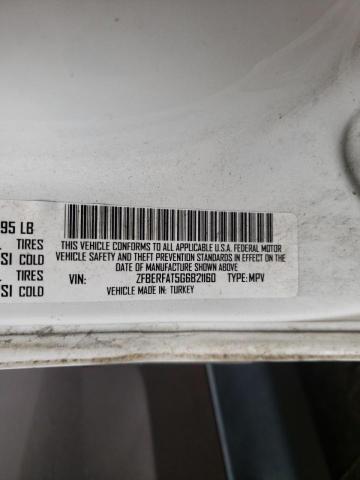 95 LB
TIRES
SI COLD
TIRES
SI COLD
THIS VEHICLE CONFORMS TO ALL APPLICABLE U.S.A. FEDERAL MOTOR
VEHICLE SAFETY AND THEFT PREVENTION STANDARDS IN EFFECT ON THE
DATE OF MANUFACTURE SHOWN ABOVE
VIN: ZFBERFAT5G6B21160 TYPE:MPV
VEHICLE MADE IN: TURKEY